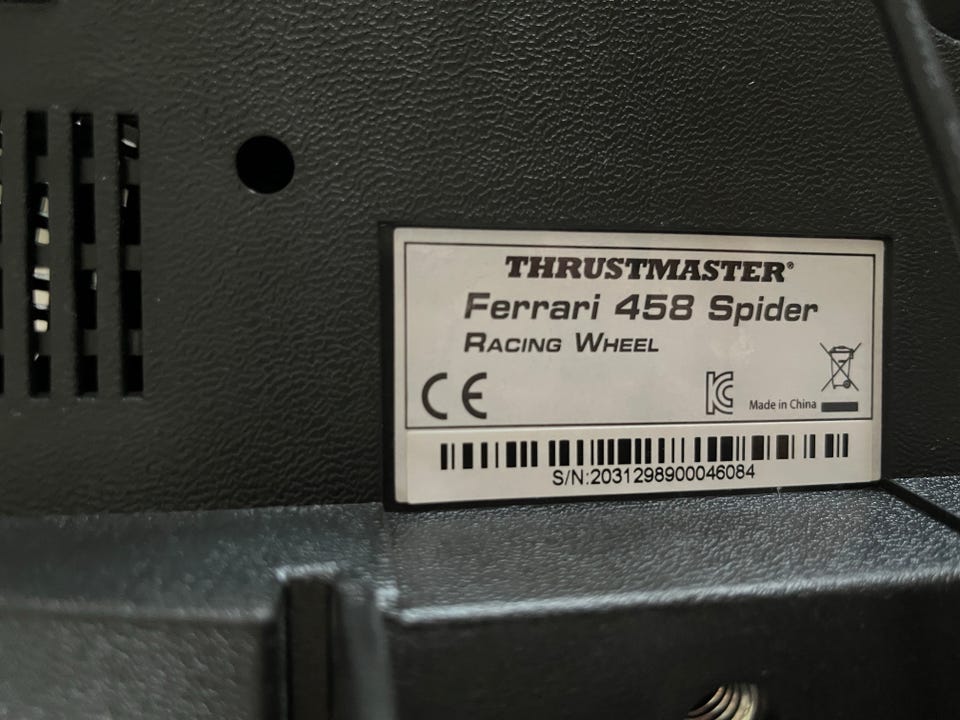 THRUSTMASTER®
Ferrari 458 Spider
RACING WHEEL
CE
Made in China
S/N:2031298900046084